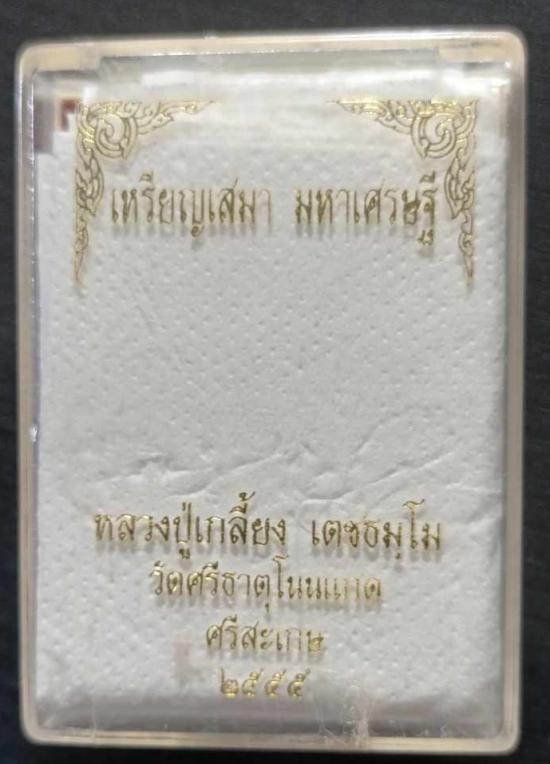 เหรียญเสมา มหาเศรษฐี
หลวงปู่เกลี้ยง เตชธมฺโม
วัดศรีธาตุโนนแกด
ศรีสะเกษ
๒๕๕๕